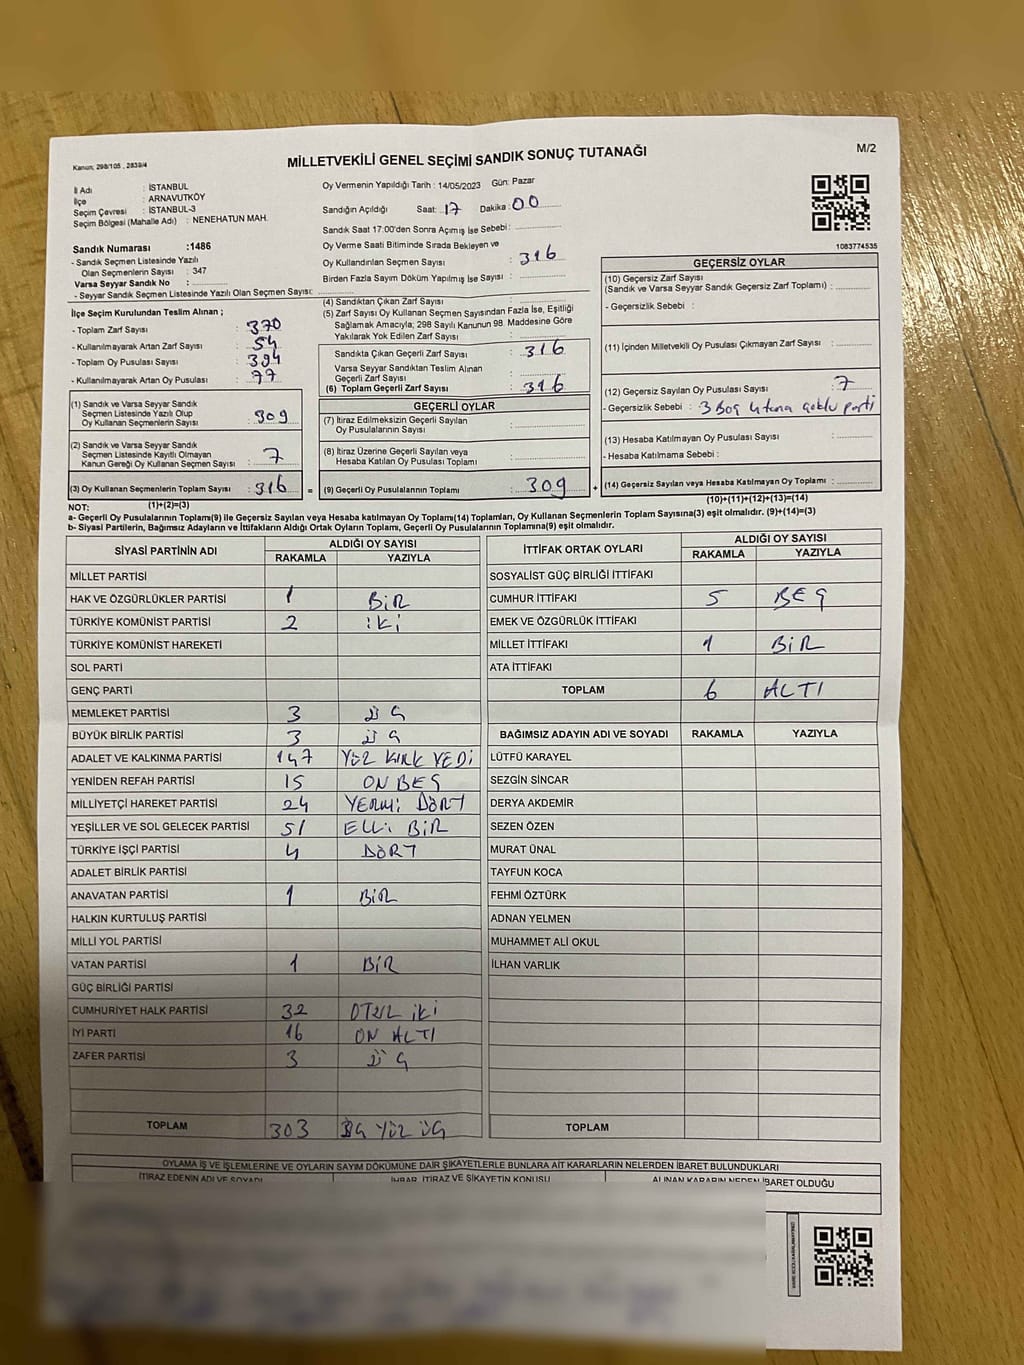 Kanun; 298/105 , 2839/4
MİLLETVEKİLİ GENEL SEÇİMİ SANDIK SONUÇ TUTANAĞI
M/2
İl Adı : İSTANBUL
İlçe : ARNAVUTKÖY
Seçim Çevresi : İSTANBUL-3
Seçim Bölgesi (Mahalle Adı) : NENEHATUN MAH.
Sandık Numarası :1486
- Sandık Seçmen Listesinde Yazılı
Olan Seçmenlerin Sayısı : 347
Varsa Seyyar Sandık No :
- Seyyar Sandık Seçmen Listesinde Yazılı Olan Seçmen Sayısı:
Oy Vermenin Yapıldığı Tarih : 14/05/2023 Gün: Pazar
Sandığın Açıldığı Saat: 17 Dakika: 00
Sandık Saat 17:00'den Sonra Açımış İse Sebebi:
Oy Verme Saati Bitiminde Sırada Bekleyen ve
Oy Kullandırılan Seçmen Sayısı : 316
Birden Fazla Sayım Döküm Yapılmış İse Sayısı :
1083774535
İlçe Seçim Kurulundan Teslim Alınan ;
- Toplam Zarf Sayısı : 370
- Kullanılmayarak Artan Zarf Sayısı : 54
- Toplam Oy Pusulası Sayısı : 394
- Kullanılmayarak Artan Oy Pusulası : 77
(1) Sandık ve Varsa Seyyar Sandık
Seçmen Listesinde Yazılı Olup
Oy Kullanan Seçmenlerin Sayısı : 309
(2) Sandık ve Varsa Seyyar Sandık
Seçmen Listesinde Kayıtlı Olmayan
Kanun Gereği Oy Kullanan Seçmen Sayısı : 7
(3) Oy Kullanan Seçmenlerin Toplam Sayısı : 316
(4) Sandıktan Çıkan Zarf Sayısı :
(5) Zarf Sayısı Oy Kullanan Seçmen Sayısından Fazla İse, Eşitliği
Sağlamak Amacıyla; 298 Sayılı Kanunun 98. Maddesine Göre
Yakılarak Yok Edilen Zarf Sayısı :
Sandıkta Çıkan Geçerli Zarf Sayısı : 316
Varsa Seyyar Sandıktan Teslim Alınan
Geçerli Zarf Sayısı :
(6) Toplam Geçerli Zarf Sayısı : 316
GEÇERLİ OYLAR
(7) İtiraz Edilmeksizin Geçerli Sayılan
Oy Pusulalarının Sayısı :
(8) İtiraz Üzerine Geçerli Sayılan veya
Hesaba Katılan Oy Pusulası Toplamı :
= (9) Geçerli Oy Pusulalarının Toplamı : 309 +
GEÇERSİZ OYLAR
(10) Geçersiz Zarf Sayısı
(Sandık ve Varsa Seyyar Sandık Geçersiz Zarf Toplamı) :
- Geçersizlik Sebebi :
(11) İçinden Milletvekili Oy Pusulası Çıkmayan Zarf Sayısı :
(12) Geçersiz Sayılan Oy Pusulası Sayısı : 7
- Geçersizlik Sebebi : 3 Boş parti
(13) Hesaba Katılmayan Oy Pusulası Sayısı :
- Hesaba Katılmama Sebebi :
(14) Geçersiz Sayılan veya Hesaba Katılmayan Oy Toplamı :
NOT: (1)+(2)=(3) (10)+(11)+(12)+(13)=(14)
a- Geçerli Oy Pusulalarının Toplamı(9) ile Geçersiz Sayılan veya Hesaba katılmayan Oy Toplamı(14) Toplamları, Oy Kullanan Seçmenlerin Toplam Sayısına(3) eşit olmalıdır. (9)+(14)=(3)
b- Siyasi Partilerin, Bağımsız Adayların ve İttifakların Aldığı Ortak Oyların Toplamı, Geçerli Oy Pusulalarının Toplamına(9) eşit olmalıdır.
SİYASİ PARTİNİN ADI ALDIĞI OY SAYISI
RAKAMLA YAZIYLA
MİLLET PARTİSİ
HAK VE ÖZGÜRLÜKLER PARTİSİ 1 BİR
TÜRKİYE KOMÜNİST PARTİSİ 2 İKİ
TÜRKİYE KOMÜNİST HAREKETİ
SOL PARTİ
GENÇ PARTİ
MEMLEKET PARTİSİ 3 ÜÇ
BÜYÜK BİRLİK PARTİSİ 3 ÜÇ
ADALET VE KALKINMA PARTİSİ 147 YÜZ KIRK YEDİ
YENİDEN REFAH PARTİSİ 15 ON BEŞ
MİLLİYETÇİ HAREKET PARTİSİ 24 YERMİ DÖRT
YEŞİLLER VE SOL GELECEK PARTİSİ 51 ELLİ BİR
TÜRKİYE İŞÇİ PARTİSİ 4 DÖRT
ADALET BİRLİK PARTİSİ
ANAVATAN PARTİSİ 1 BİR
HALKIN KURTULUŞ PARTİSİ
MİLLİ YOL PARTİSİ
VATAN PARTİSİ 1 BİR
GÜÇ BİRLİĞİ PARTİSİ
CUMHURİYET HALK PARTİSİ 32 OTUZ İKİ
İYİ PARTİ 16 ON ALTI
ZAFER PARTİSİ 3 ÜÇ
TOPLAM 303 ÜÇ YÜZ ÜÇ
İTTİFAK ORTAK OYLARI ALDIĞI OY SAYISI
RAKAMLA YAZIYLA
SOSYALİST GÜÇ BİRLİĞİ İTTİFAKI
CUMHUR İTTİFAKI 5 BEŞ
EMEK VE ÖZGÜRLÜK İTTİFAKI
MİLLET İTTİFAKI 1 BİR
ATA İTTİFAKI
TOPLAM 6 ALTI
BAĞIMSIZ ADAYIN ADI VE SOYADI RAKAMLA YAZIYLA
LÜTFÜ KARAYEL
SEZGİN SİNCAR
DERYA AKDEMİR
SEZEN ÖZEN
MURAT ÜNAL
TAYFUN KOCA
FEHMİ ÖZTÜRK
ADNAN YELMEN
MUHAMMET ALİ OKUL
İLHAN VARLIK
TOPLAM
OYLAMA İŞ VE İŞLEMLERİNE VE OYLARIN SAYIM DÖKÜMÜNE DAİR ŞİKAYETLERLE BUNLARA AİT KARARLARIN NELERDEN İBARET BULUNDUKLARI
İTİRAZ EDENİN ADI VE SOYADI İHBAR, İTİRAZ VE ŞİKAYETİN KONUSU ALINAN KARARIN NEDEN İBARET OLDUĞU